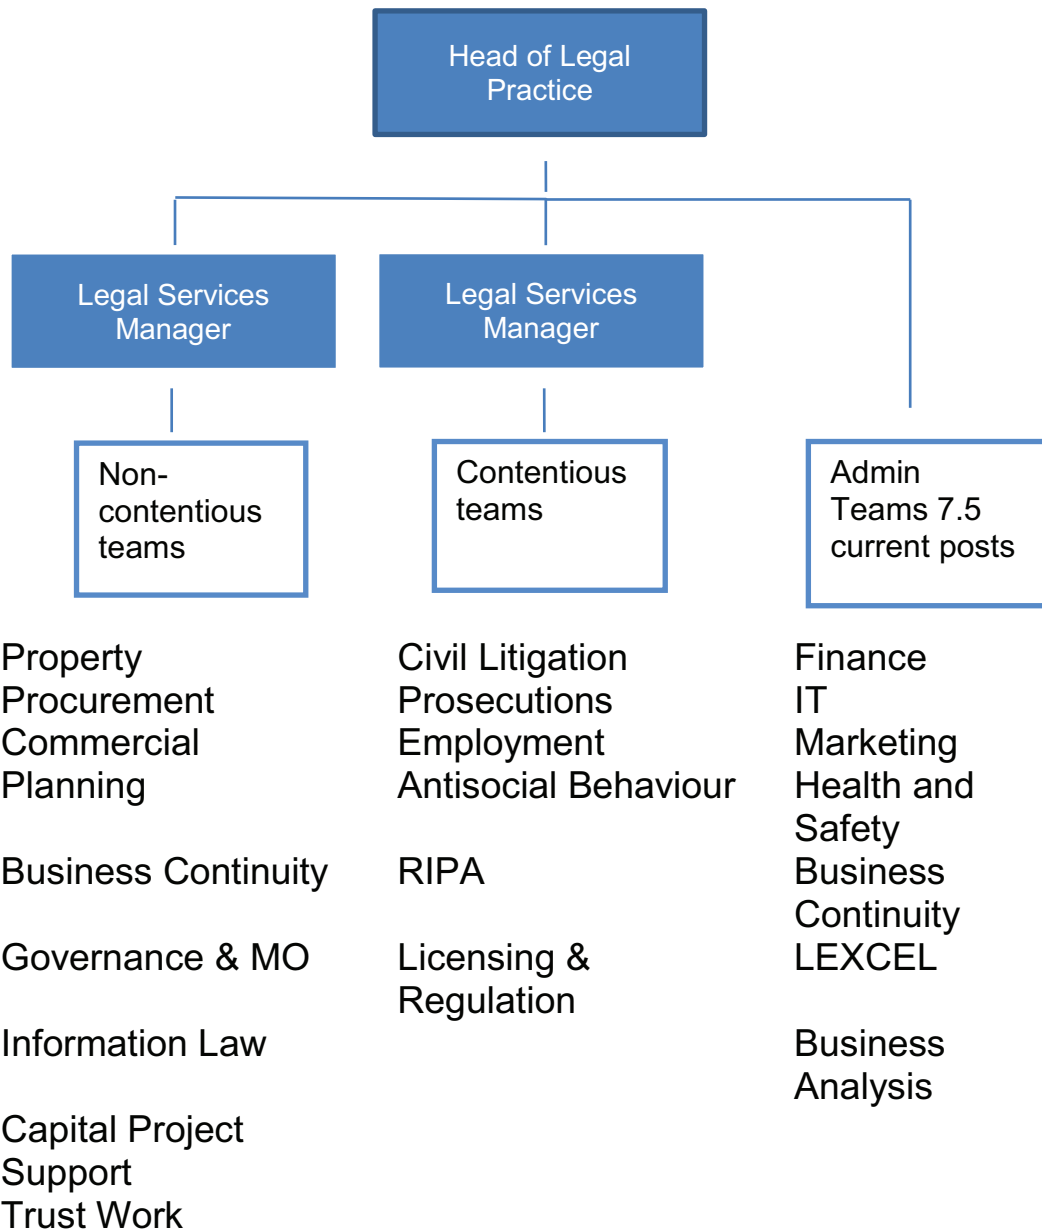 Head of Legal
Practice
Legal Services
Manager
Legal Services
Manager
Non-
contentious
teams
Contentious
teams
Admin
Teams 7.5
current posts
Property
Procurement
Commercial
Planning
Business Continuity
Governance & MO
Information Law
Capital Project
Support
Trust Work
Civil Litigation
Prosecutions
Employment
Antisocial Behaviour
RIPA
Licensing &
Regulation
Finance
IT
Marketing
Health and
Safety
Business
Continuity
LEXCEL
Business
Analysis